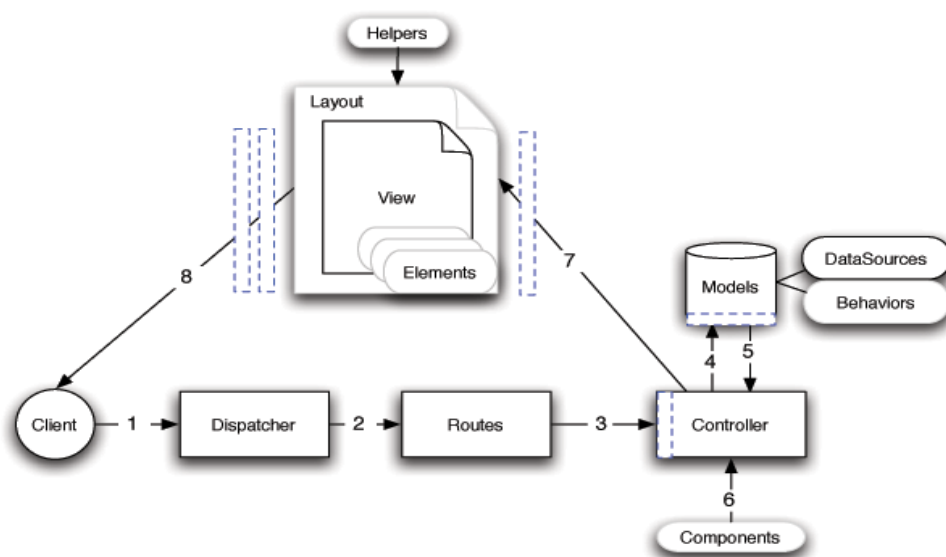 Helpers
Layout
View
Elements
8
7
DataSources
Models
Behaviors
4
5
Client
1
Dispatcher
2
Routes
3
Controller
6
Components